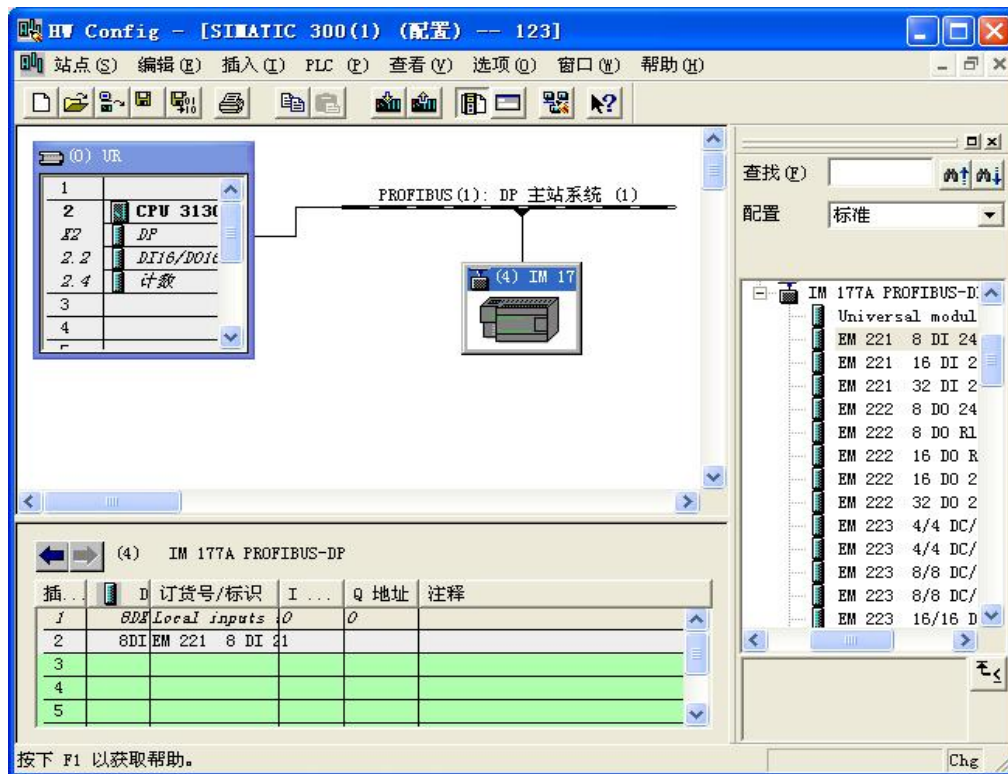 HW Config - [SIMATIC 300(1) (配置) -- 123]
站点(S) 编辑(E) 插入(I) PLC (P) 查看(V) 选项(O) 窗口(W) 帮助(H)
(0) UR
1
2 CPU 313C
X2 DP
2.2 DI16/DO16
2.4 计数
3
4
PROFIBUS(1): DP 主站系统 (1)
(4) IM 17
查找(F)
配置 标准
IM 177A PROFIBUS-D
Universal modul
EM 221 8 DI 24
EM 221 16 DI 2
EM 221 32 DI 2
EM 222 8 DO 24
EM 222 8 DO Rl
EM 222 16 DO R
EM 222 16 DO 2
EM 222 32 DO 2
EM 223 4/4 DC/
EM 223 4/4 DC/
EM 223 8/8 DC/
EM 223 8/8 DC/
EM 223 16/16 D
(4) IM 177A PROFIBUS-DP
插... D 订货号/标识 I ... Q 地址 注释
1 8DX Local inputs 0 0
2 8DI EM 221 8 DI 21
3
4
5
按下 F1 以获取帮助。
Chg